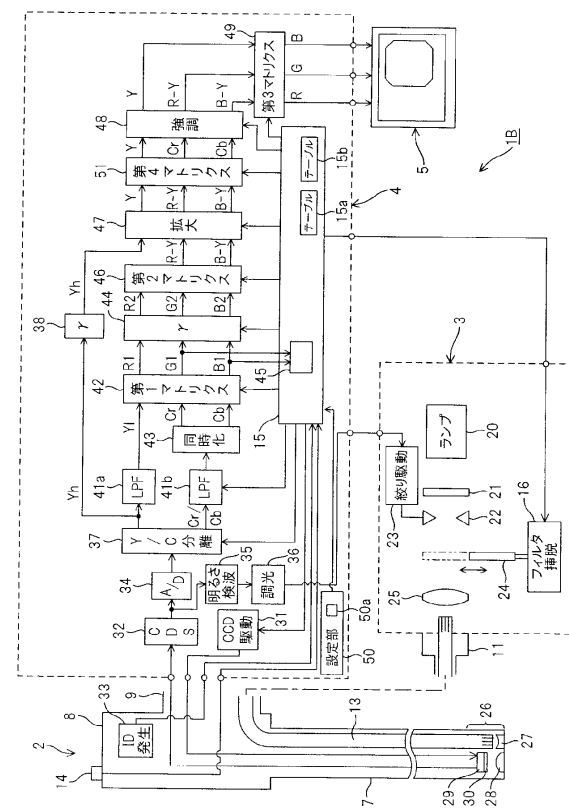 2
14
8
33
ID
発生
9
7
13
26
27
28
29
30
32
CDS
34
A/D
明るさ
検波
35
調光
36
CCD
駆動
31
設定部
50
50a
37
Y/C分離
38
γ
Yh
Yh
41a
LPF
Yl
41b
LPF
Cr/
Cb
43
同時化
Cr
Cb
42
第1マトリクス
R1
G1
B1
44
γ
R2
G2
B2
45
46
第2マトリクス
R-Y
B-Y
47
拡大
Y
R-Y
B-Y
51
第4マトリクス
Y
Cr
Cb
48
強調
Y
R-Y
B-Y
49
第3マトリクス
R
G
B
15
テーブル
15a
テーブル
15b
4
5
1B
3
ランプ
20
21
22
絞り駆動
23
24
25
フィルタ
挿脱
16
11